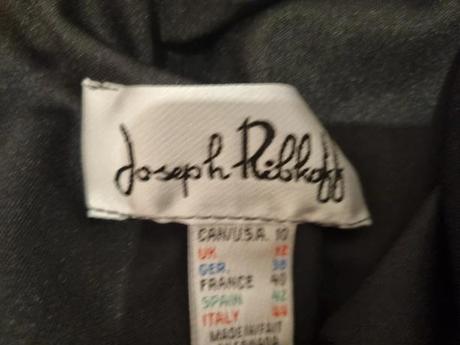 Joseph Ribkoff
CAN/U.S.A. 10
UK 12
GER. 38
FRANCE 40
SPAIN 42
ITALY 44
MADE IN/FAIT